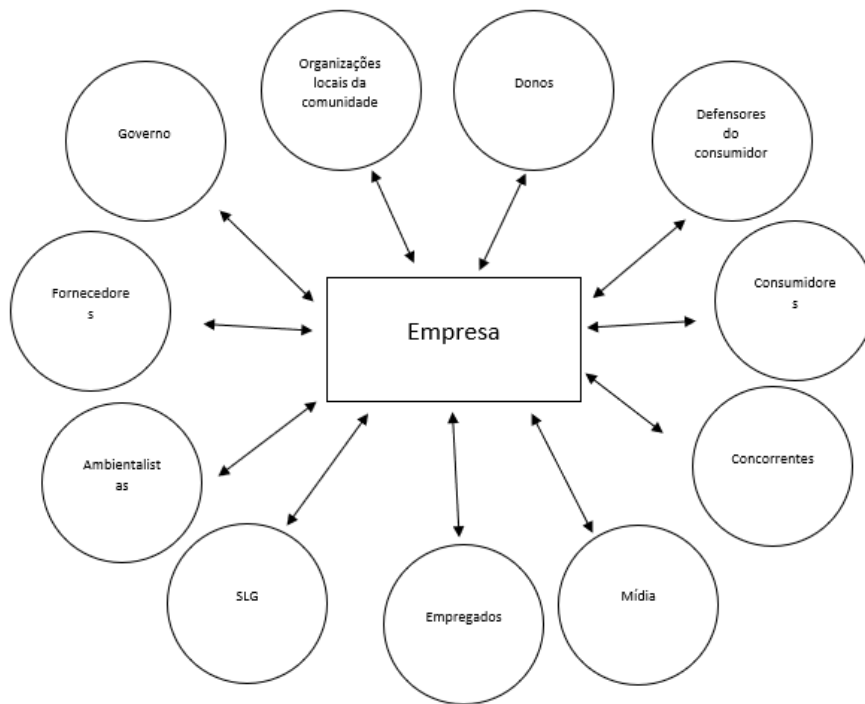 Organizações
locais da
comunidade
Donos
Governo
Defensores
do
consumidor
Fornecedore
s
Empresa
Consumidore
s
Ambientalist
as
Concorrentes
SLG
Empregados
Mídia